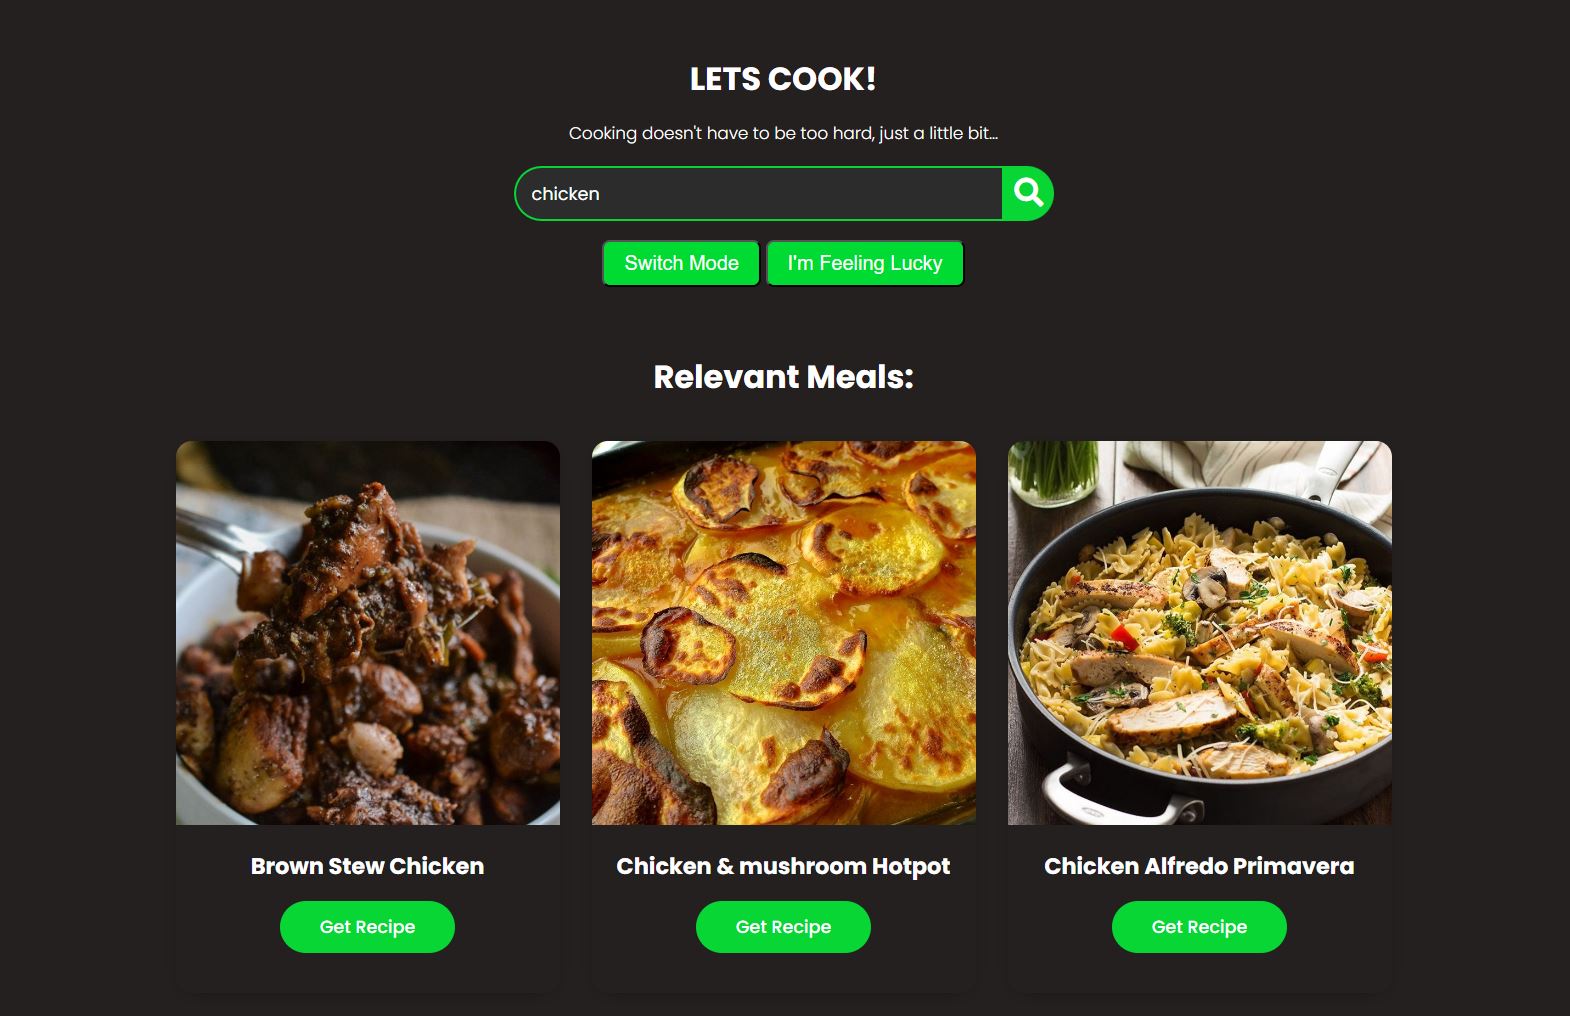 LETS COOK!
Cooking doesn't have to be too hard, just a little bit...
chicken
Switch Mode
I'm Feeling Lucky
Relevant Meals:
Brown Stew Chicken
Chicken & mushroom Hotpot
Chicken Alfredo Primavera
Get Recipe
Get Recipe
Get Recipe